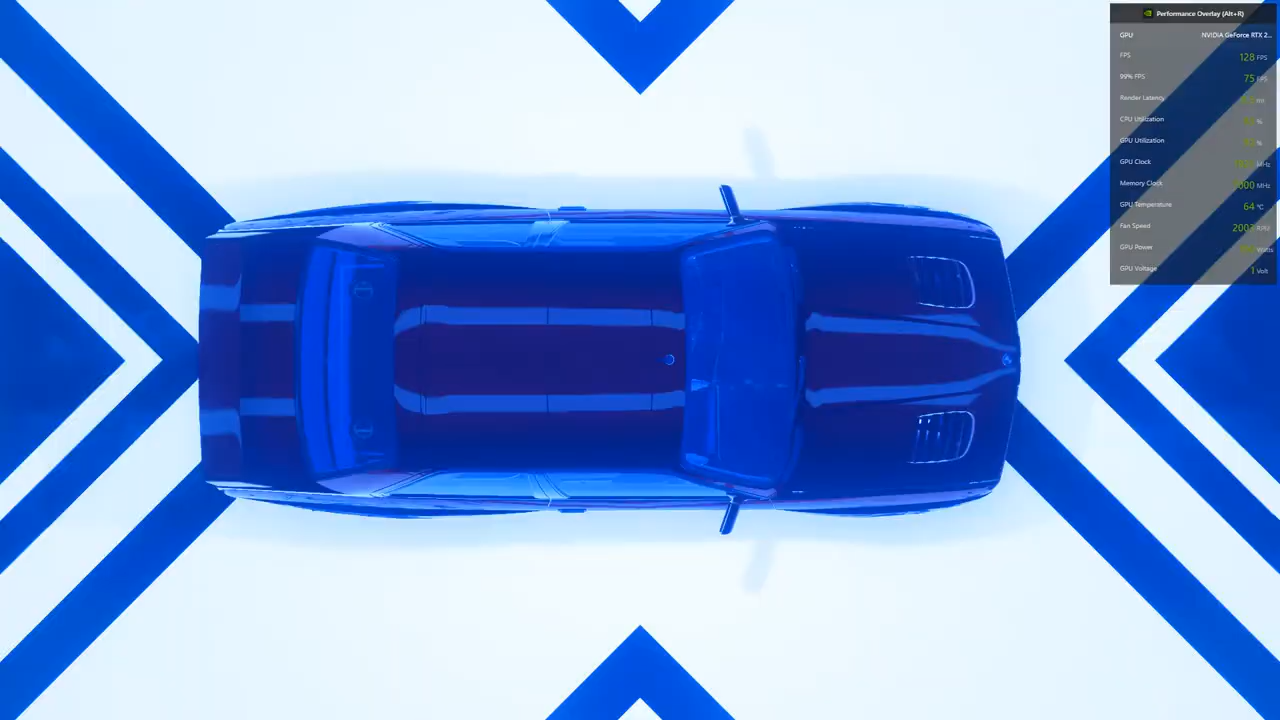 Performance Overlay (Alt+R)
GPU NVIDIA GeForce RTX 2...
FPS 128 FPS
99% FPS 75 FPS
Render Latency ms
CPU Utilization %
GPU Utilization %
GPU Clock MHz
Memory Clock MHz
GPU Temperature 64 °C
Fan Speed RPM
GPU Power Watts
GPU Voltage 1 Volt